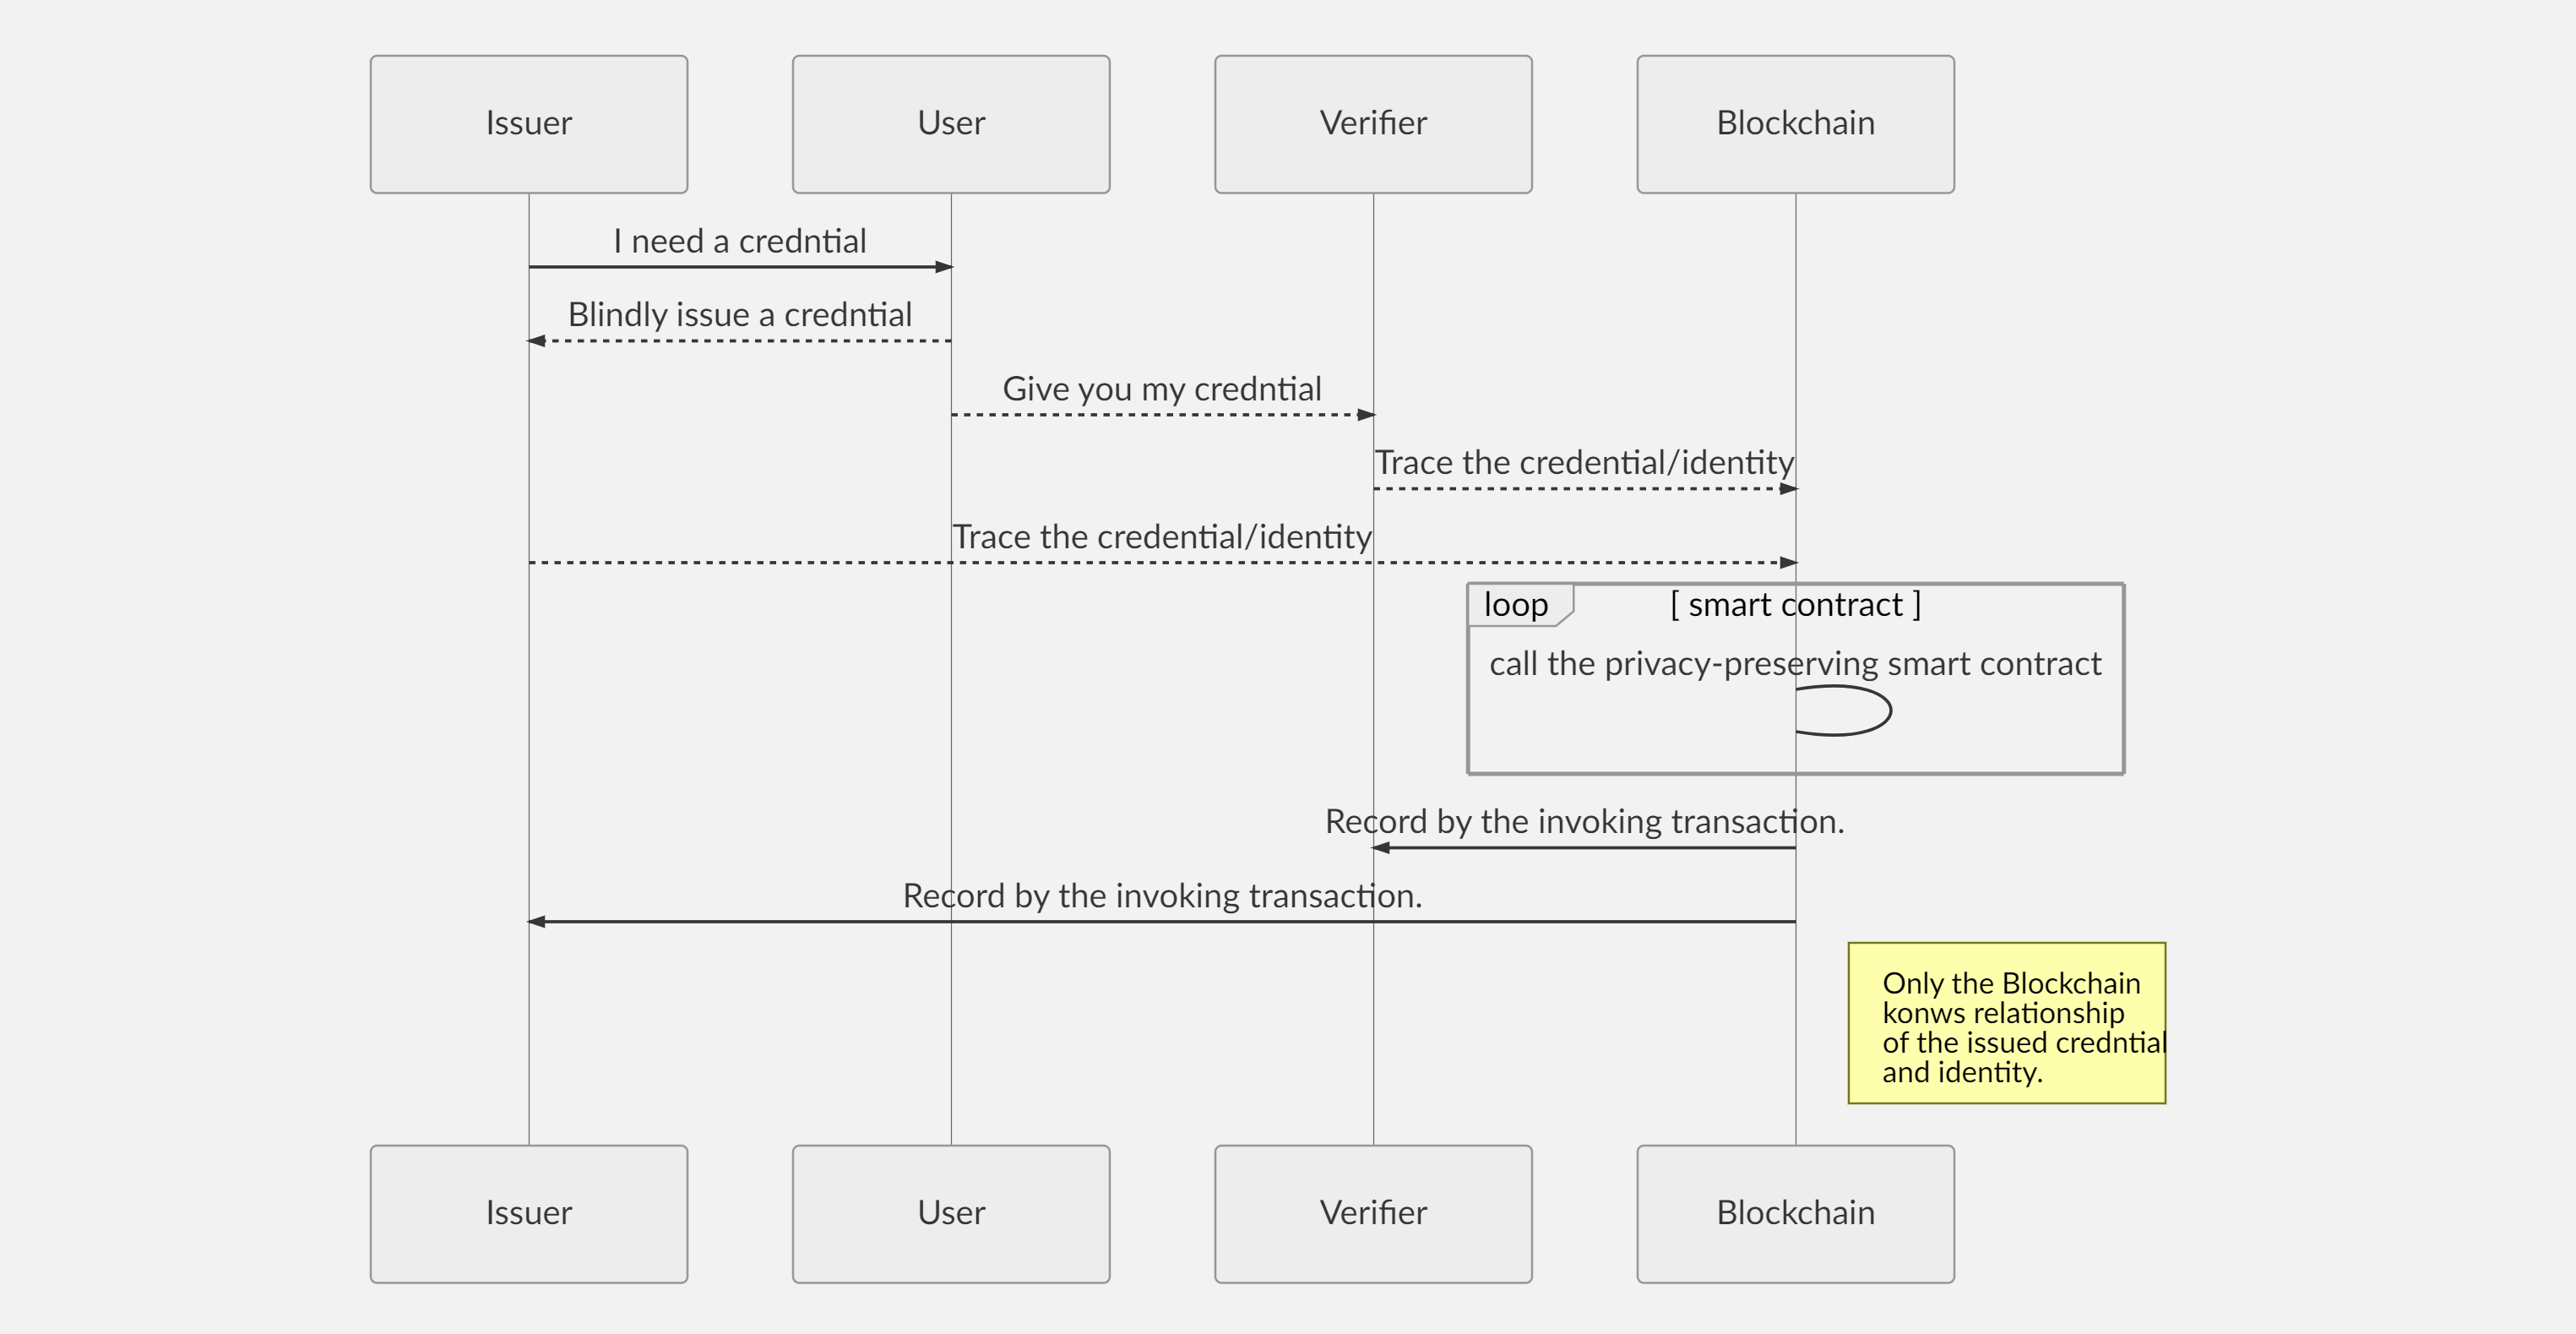 Issuer
User
Verifier
Blockchain
I need a credntial
Blindly issue a credntial
Give you my credntial
Trace the credential/identity
Trace the credential/identity
loop
[ smart contract ]
call the privacy-preserving smart contract
Record by the invoking transaction.
Record by the invoking transaction.
Only the Blockchain
konws relationship
of the issued credntial
and identity.
Issuer
User
Verifier
Blockchain